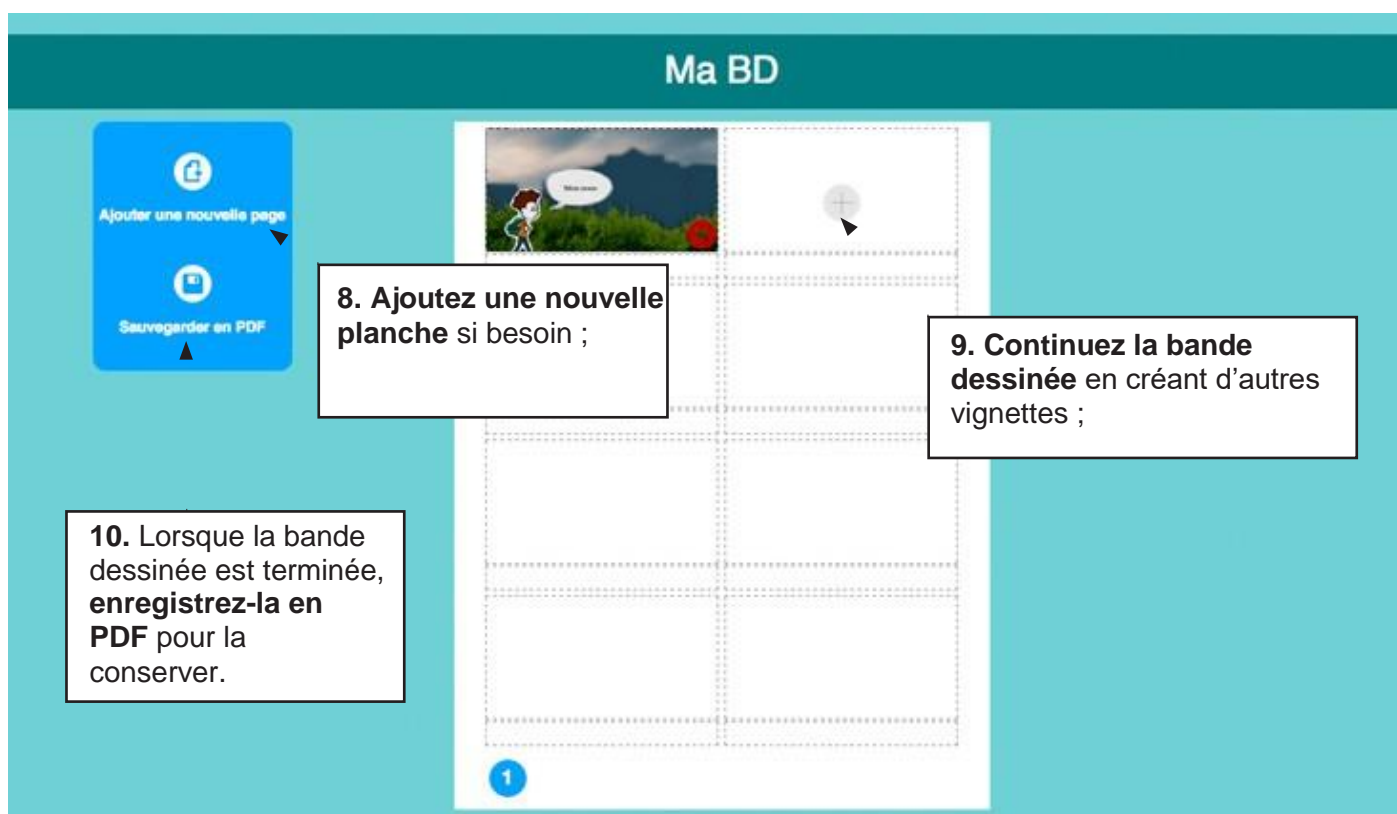 Ma BD
Ajouter une nouvelle page
Sauvegarder en PDF
8. Ajoutez une nouvelle
planche si besoin ;
9. Continuez la bande
dessinée en créant d’autres
vignettes ;
10. Lorsque la bande
dessinée est terminée,
enregistrez-la en
PDF pour la
conserver.
1